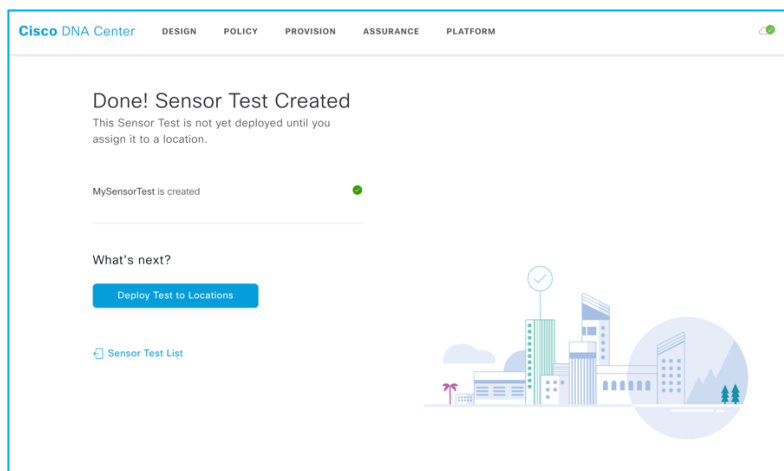 Cisco DNA Center DESIGN POLICY PROVISION ASSURANCE PLATFORM
Done! Sensor Test Created
This Sensor Test is not yet deployed until you
assign it to a location.
MySensorTest is created
What's next?
Deploy Test to Locations
Sensor Test List